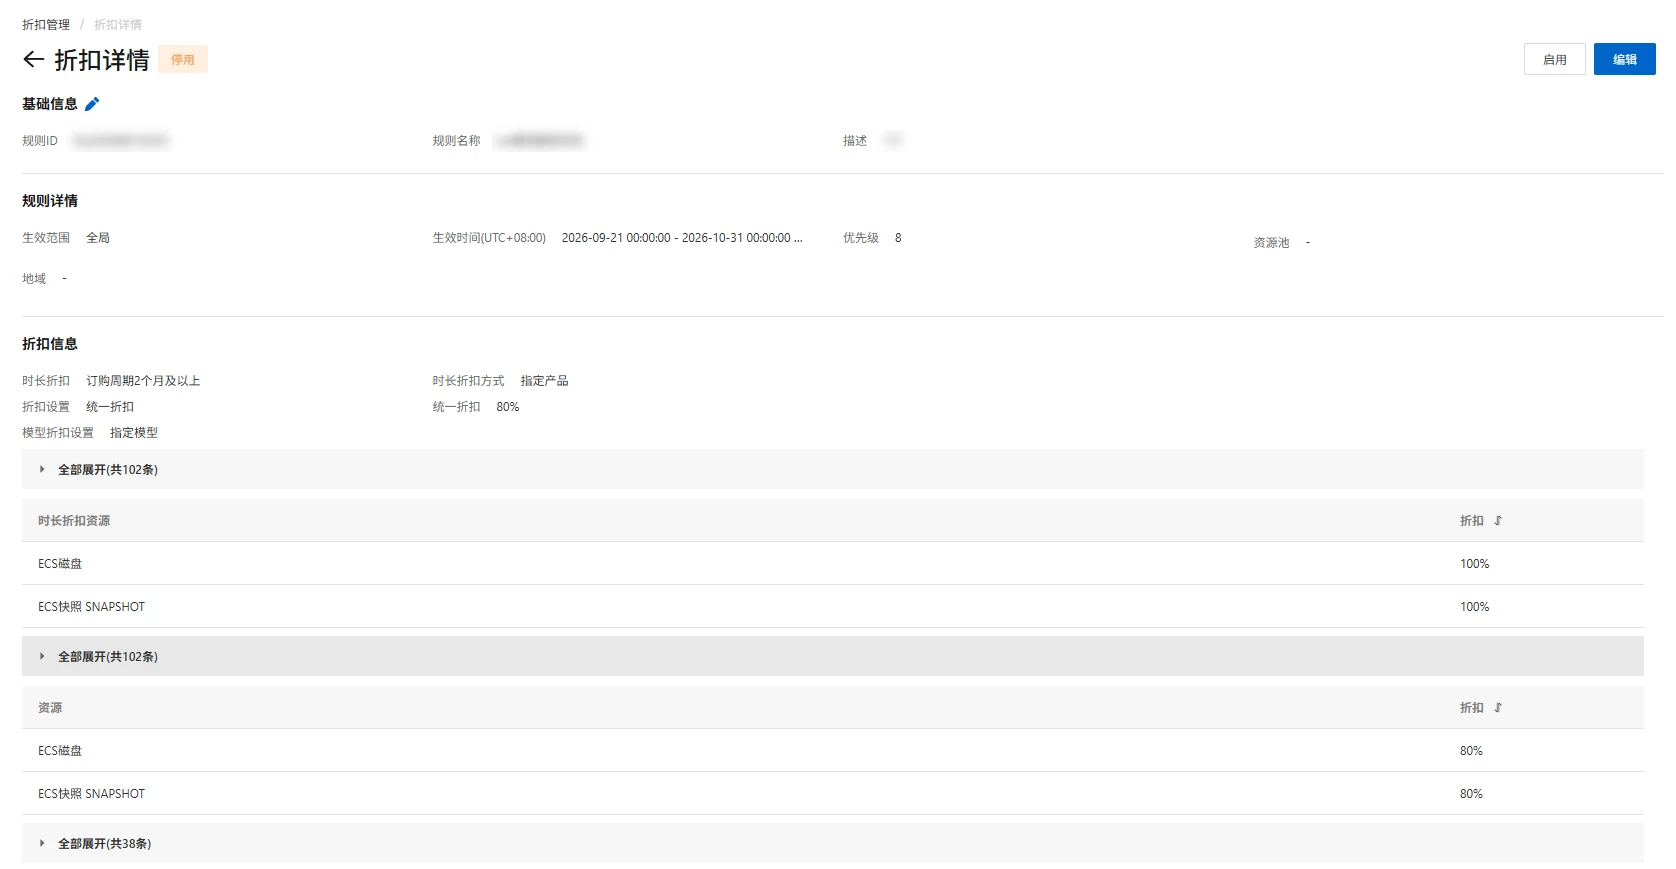 折扣管理 / 折扣详情
折扣详情 停用 启用 编辑
基础信息
规则ID 规则名称 描述
规则详情
生效范围 全局 生效时间(UTC+08:00) 2026-09-21 00:00:00 - 2026-10-31 00:00:00 ... 优先级 8 资源池 -
地域 -
折扣信息
时长折扣 订购周期2个月及以上 时长折扣方式 指定产品
折扣设置 统一折扣 统一折扣 80%
模型折扣设置 指定模型
全部展开(共102条)
时长折扣资源 折扣
ECS磁盘 100%
ECS快照 SNAPSHOT 100%
全部展开(共102条)
资源 折扣
ECS磁盘 80%
ECS快照 SNAPSHOT 80%
全部展开(共38条)